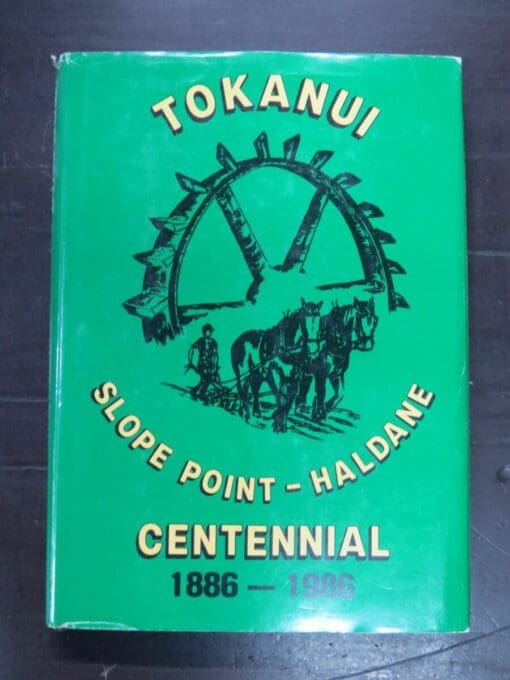 TOKANUI
SLOPE POINT - HALDANE
CENTENNIAL
1886 — 1986